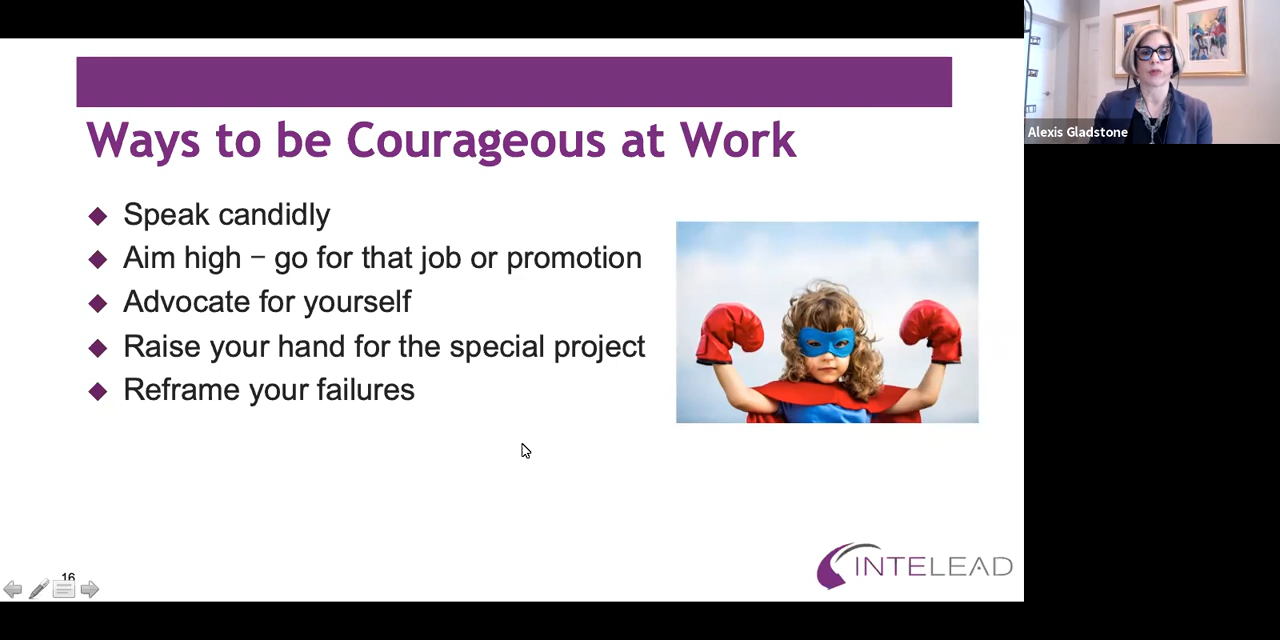 Ways to be Courageous at Work
Speak candidly
Aim high – go for that job or promotion
Advocate for yourself
Raise your hand for the special project
Reframe your failures
16
INTELEAD
Alexis Gladstone